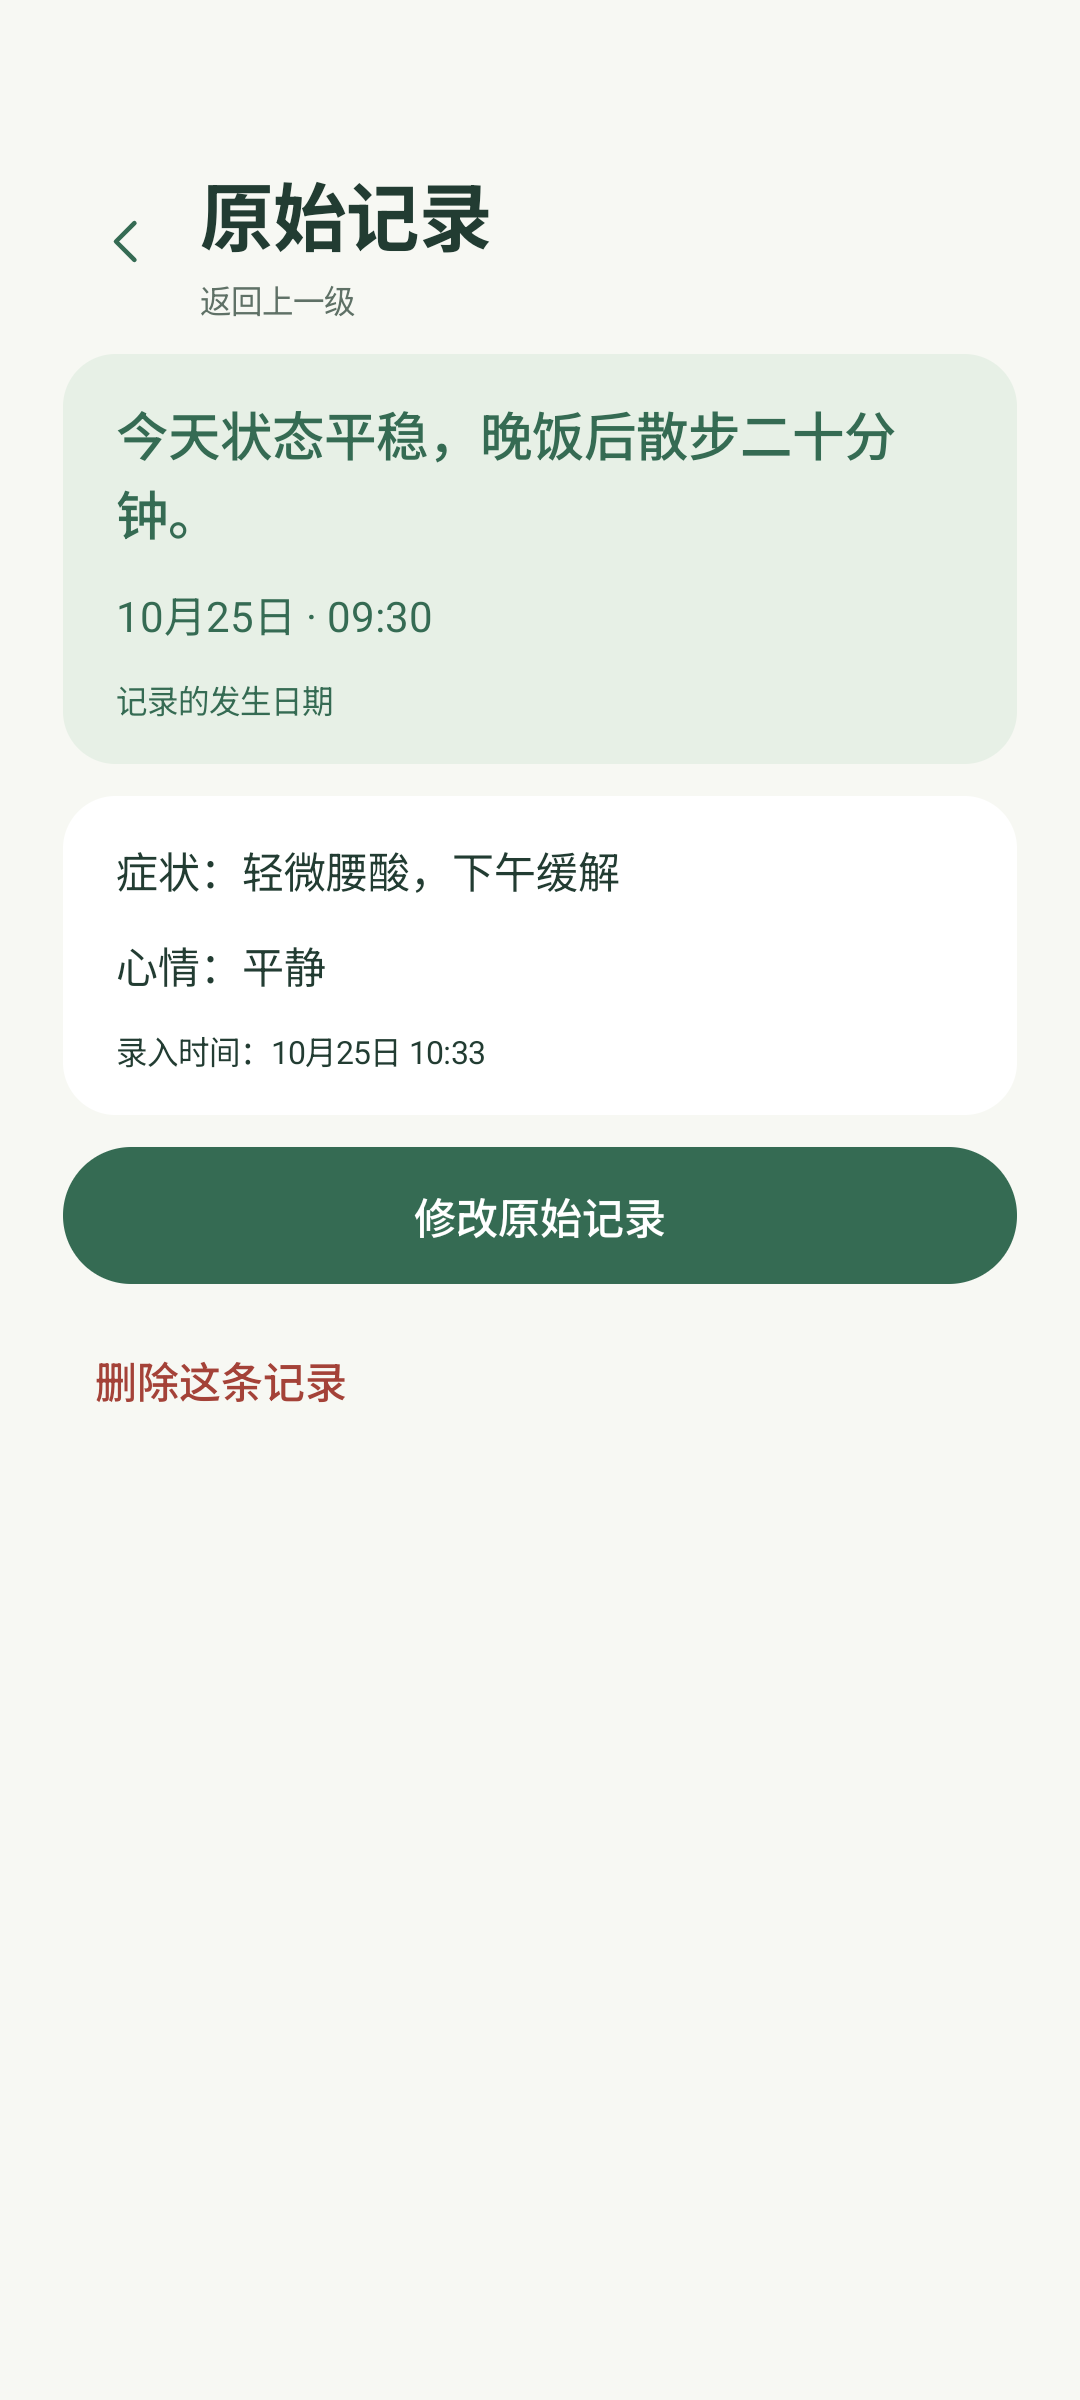 原始记录
返回上一级
今天状态平稳，晚饭后散步二十分
钟。
10月25日 · 09:30
记录的发生日期
症状：轻微腰酸，下午缓解
心情：平静
录入时间：10月25日 10:33
修改原始记录
删除这条记录